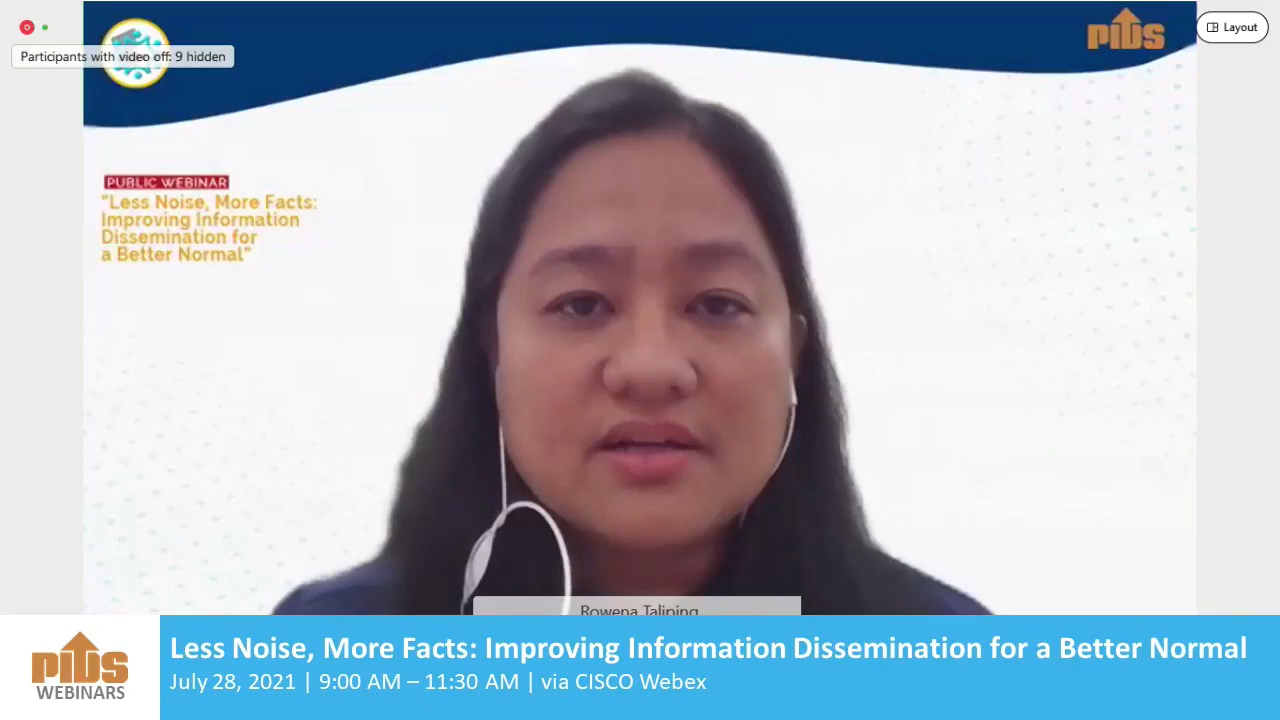 Participants with video off: 9 hidden
PIDS
Layout
PUBLIC WEBINAR
"Less Noise, More Facts:
Improving Information
Dissemination for
a Better Normal"
Rowena Taliping
PIDS
WEBINARS
Less Noise, More Facts: Improving Information Dissemination for a Better Normal
July 28, 2021 | 9:00 AM – 11:30 AM | via CISCO Webex